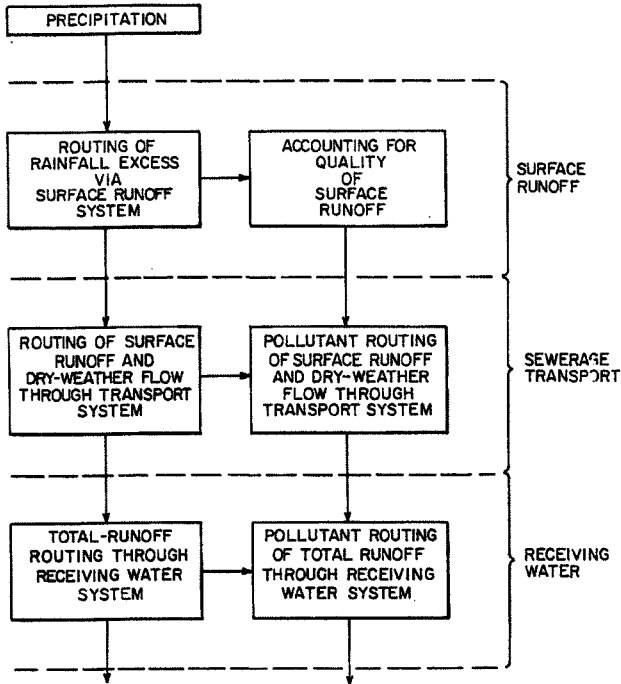 PRECIPITATION
ROUTING OF
RAINFALL EXCESS
VIA
SURFACE RUNOFF
SYSTEM
ACCOUNTING FOR
QUALITY
OF
SURFACE
RUNOFF
SURFACE
RUNOFF
ROUTING OF SURFACE
RUNOFF AND
DRY-WEATHER FLOW
THROUGH TRANSPORT
SYSTEM
POLLUTANT ROUTING
OF SURFACE RUNOFF
AND DRY-WEATHER
FLOW THROUGH
TRANSPORT SYSTEM
SEWERAGE
TRANSPORT
TOTAL-RUNOFF
ROUTING THROUGH
RECEIVING WATER
SYSTEM
POLLUTANT ROUTING
OF TOTAL RUNOFF
THROUGH RECEIVING
WATER SYSTEM
RECEIVING
WATER